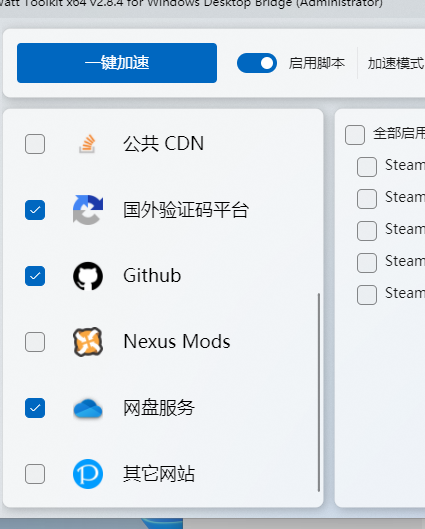 Watt Toolkit x64 v2.8.4 for Windows Desktop Bridge (Administrator)
一键加速
启用脚本
加速模式
公共 CDN
国外验证码平台
Github
Nexus Mods
网盘服务
其它网站
全部启用
Steam
Steam
Steam
Steam
Steam